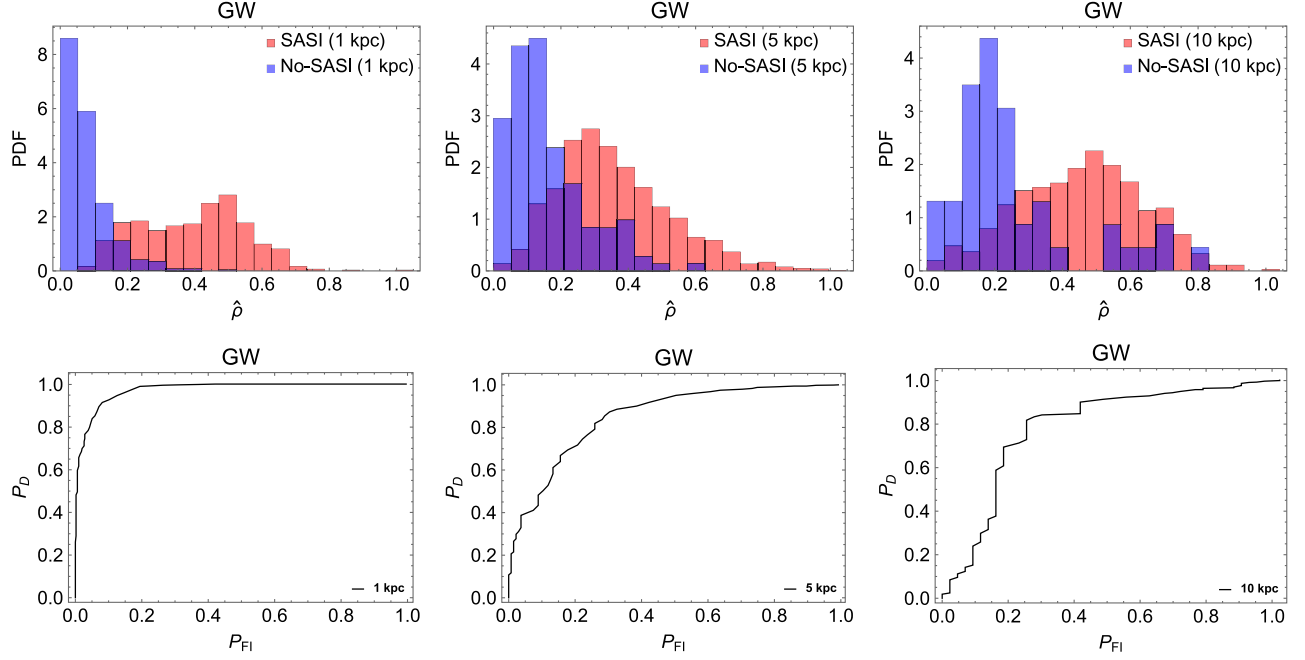 GW
SASI (1 kpc)
No-SASI (1 kpc)
PDF
8
6
4
2
0
0.0 0.2 0.4 0.6 0.8 1.0
ρ̂
GW
SASI (5 kpc)
No-SASI (5 kpc)
PDF
4
3
2
1
0
0.0 0.2 0.4 0.6 0.8 1.0
ρ̂
GW
SASI (10 kpc)
No-SASI (10 kpc)
PDF
4
3
2
1
0
0.0 0.2 0.4 0.6 0.8 1.0
ρ̂
GW
P_D
1.0
0.8
0.6
0.4
0.2
0.0
1 kpc
0.0 0.2 0.4 0.6 0.8 1.0
P_FI
GW
P_D
1.0
0.8
0.6
0.4
0.2
0.0
5 kpc
0.0 0.2 0.4 0.6 0.8 1.0
P_FI
GW
P_D
1.0
0.8
0.6
0.4
0.2
0.0
10 kpc
0.0 0.2 0.4 0.6 0.8 1.0
P_FI